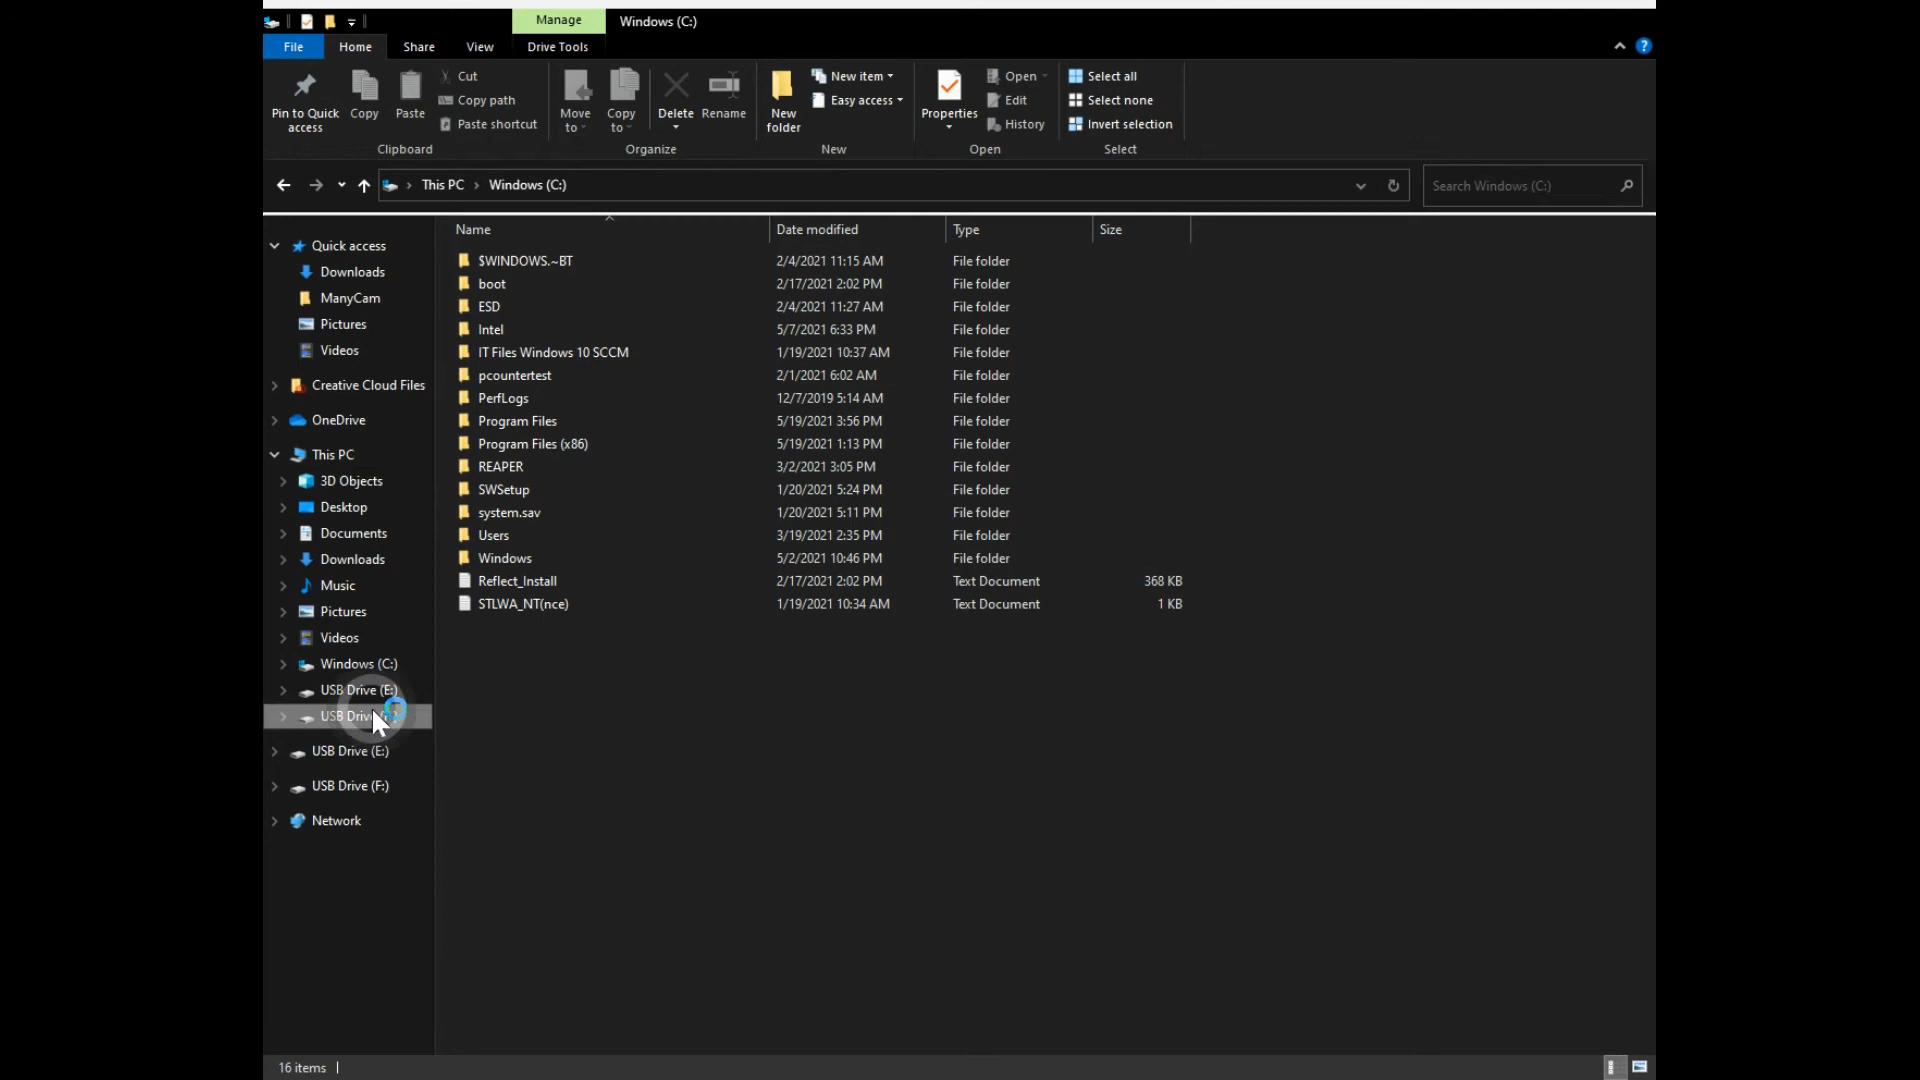 Manage
Windows (C:)
File
Home
Share
View
Drive Tools
Pin to Quick access
Copy
Paste
Cut
Copy path
Paste shortcut
Clipboard
Move to
Copy to
Delete
Rename
Organize
New folder
New item
Easy access
New
Properties
Open
Edit
History
Open
Select all
Select none
Invert selection
Select
This PC
Windows (C:)
Search Windows (C:)
Quick access
Downloads
ManyCam
Pictures
Videos
Creative Cloud Files
OneDrive
This PC
3D Objects
Desktop
Documents
Downloads
Music
Pictures
Videos
Windows (C:)
USB Drive (E:)
USB
USB Drive (E:)
USB Drive (F:)
Network
Name Date modified Type Size
$WINDOWS.~BT 2/4/2021 11:15 AM File folder
boot 2/17/2021 2:02 PM File folder
ESD 2/4/2021 11:27 AM File folder
Intel 5/7/2021 6:33 PM File folder
IT Files Windows 10 SCCM 1/19/2021 10:37 AM File folder
pcountertest 2/1/2021 6:02 AM File folder
PerfLogs 12/7/2019 5:14 AM File folder
Program Files 5/19/2021 3:56 PM File folder
Program Files (x86) 5/19/2021 1:13 PM File folder
REAPER 3/2/2021 3:05 PM File folder
SWSetup 1/20/2021 5:24 PM File folder
system.sav 1/20/2021 5:11 PM File folder
Users 3/19/2021 2:35 PM File folder
Windows 5/2/2021 10:46 PM File folder
Reflect_Install 2/17/2021 2:02 PM Text Document 368 KB
STLWA_NT(nce) 1/19/2021 10:34 AM Text Document 1 KB
16 items